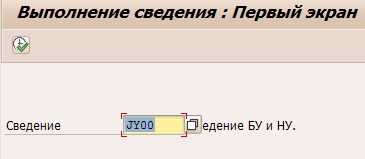 Выполнение сведения : Первый экран
Сведение JY00 едение БУ и НУ.